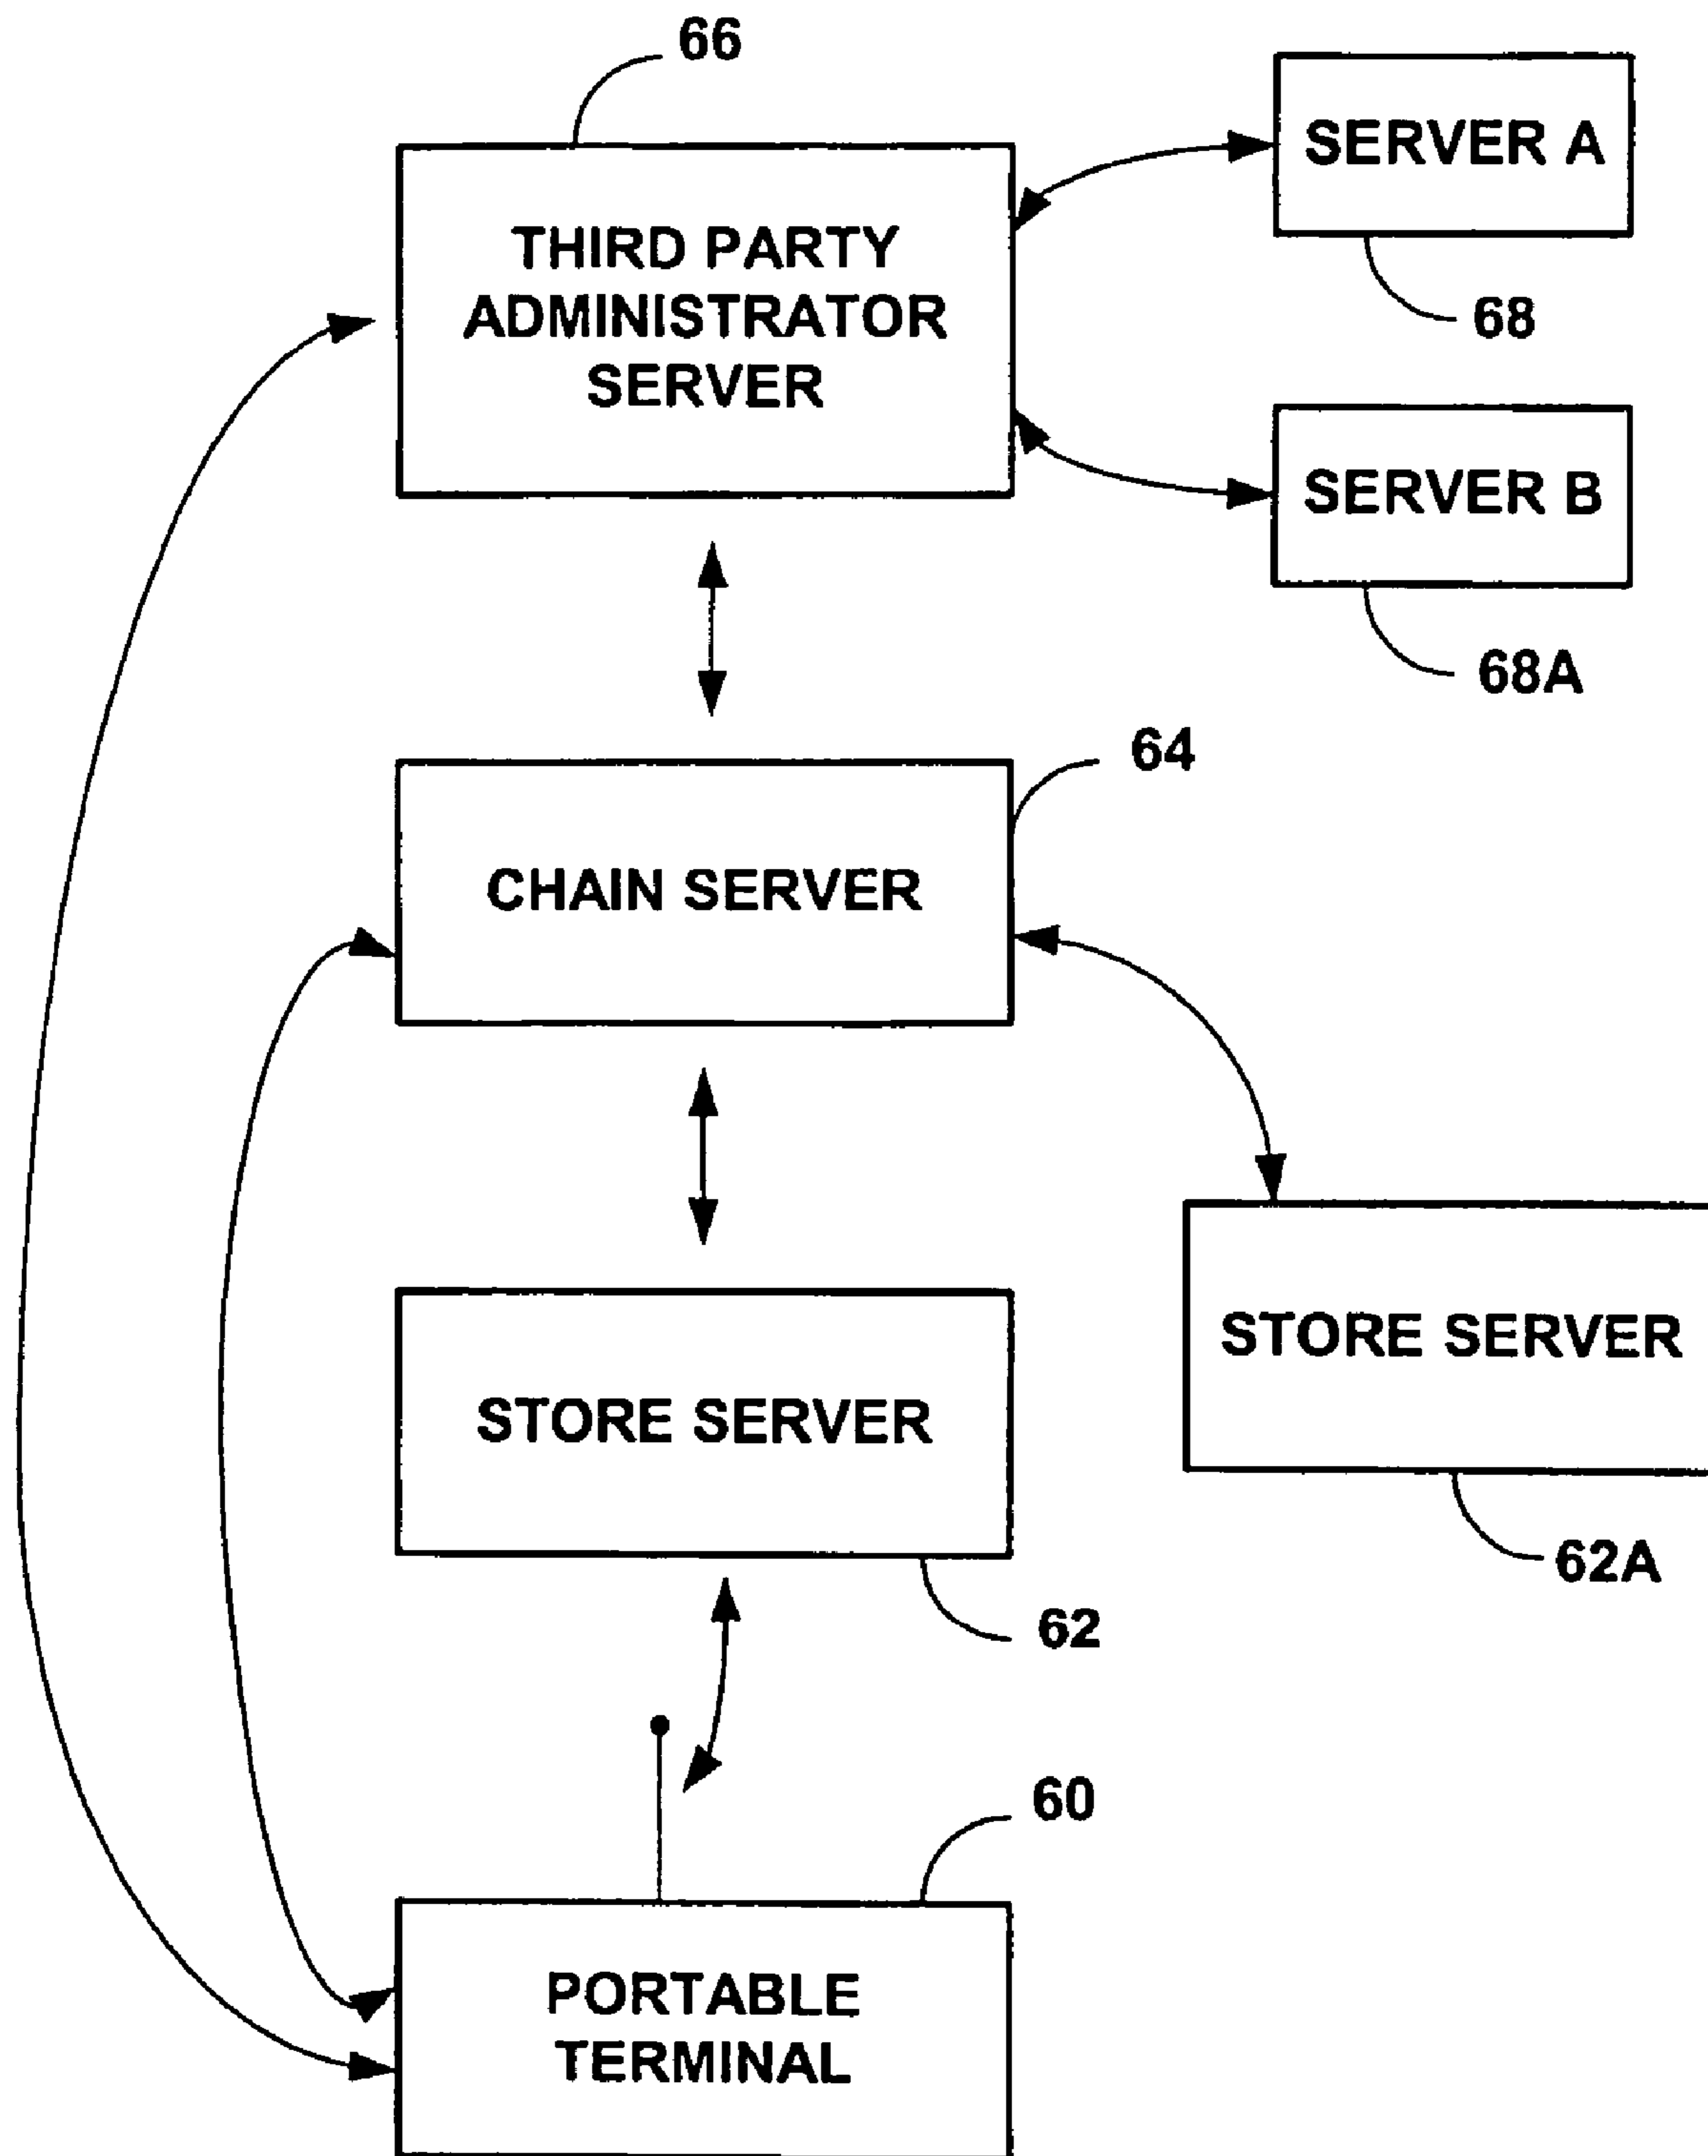 66
SERVER A
THIRD PARTY
ADMINISTRATOR
SERVER
68
SERVER B
68A
64
CHAIN SERVER
STORE SERVER
STORE SERVER
62A
62
60
PORTABLE
TERMINAL